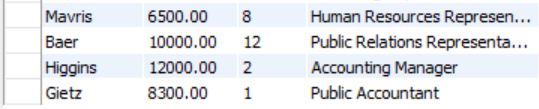 Mavris 6500.00 8 Human Resources Represen...
Baer 10000.00 12 Public Relations Representa...
Higgins 12000.00 2 Accounting Manager
Gietz 8300.00 1 Public Accountant